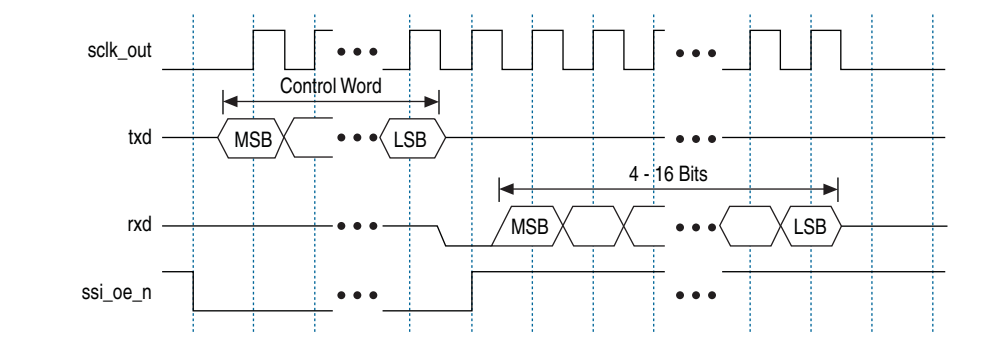 sclk_out
Control Word
txd
MSB
LSB
4 - 16 Bits
rxd
MSB
LSB
ssi_oe_n